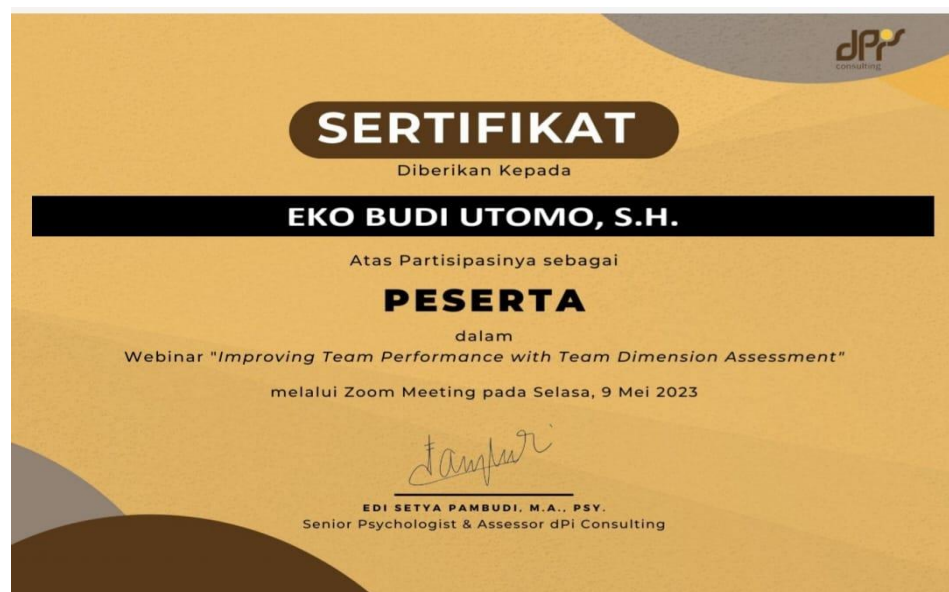 dPi
consulting
SERTIFIKAT
Diberikan Kepada
EKO BUDI UTOMO, S.H.
Atas Partisipasinya sebagai
PESERTA
dalam
Webinar "Improving Team Performance with Team Dimension Assessment"
melalui Zoom Meeting pada Selasa, 9 Mei 2023
EDI SETYA PAMBUDI, M.A., PSY.
Senior Psychologist & Assessor dPi Consulting